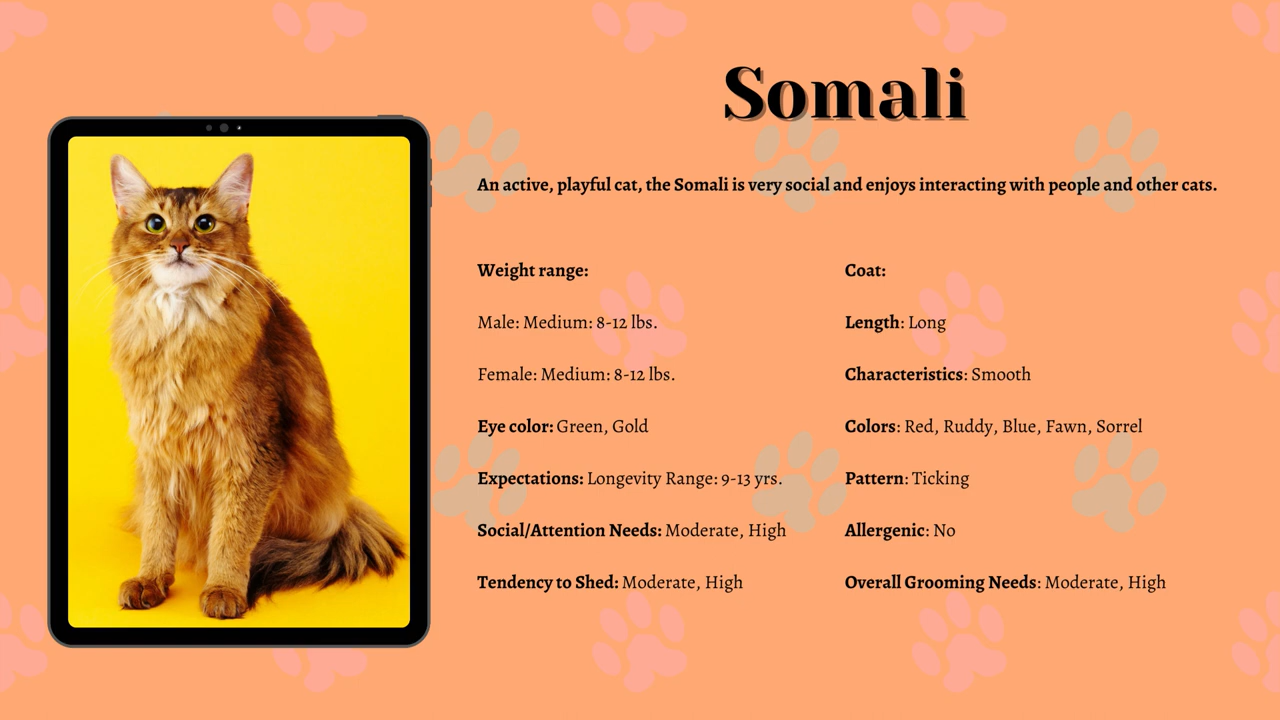 Somali
An active, playful cat, the Somali is very social and enjoys interacting with people and other cats.
Weight range:
Male: Medium: 8-12 lbs.
Female: Medium: 8-12 lbs.
Eye color: Green, Gold
Expectations: Longevity Range: 9-13 yrs.
Social/Attention Needs: Moderate, High
Tendency to Shed: Moderate, High
Coat:
Length: Long
Characteristics: Smooth
Colors: Red, Ruddy, Blue, Fawn, Sorrel
Pattern: Ticking
Allergenic: No
Overall Grooming Needs: Moderate, High